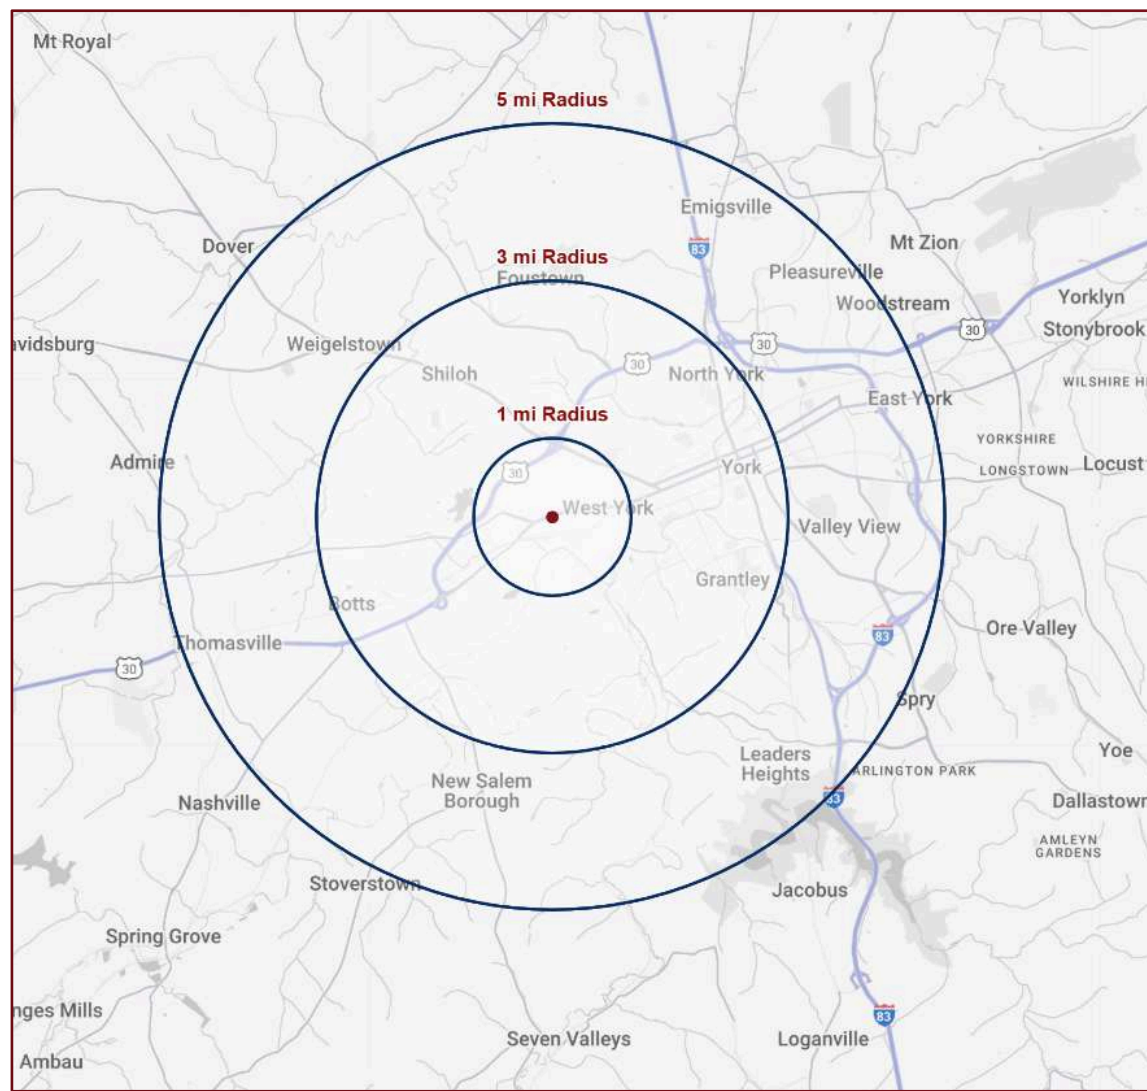 Mt Royal
5 mi Radius
Emigsville
83
Dover
Mt Zion
3 mi Radius
Foustown
Pleasureville
Woodstream
Yorklyn
30
Stonybrook
avidsburg
Weigelstown
30
30
Shiloh
North York
WILSHIRE HI
East York
1 mi Radius
YORKSHIRE
Admire
30
York
LONGSTOWN
Locust
West York
Valley View
Grantley
Botts
Thomasville
83
Ore Valley
30
Spry
Leaders
Heights
Yoe
ARLINGTON PARK
New Salem
Borough
Nashville
83
Dallastown
AMLEYN
GARDENS
Stoverstown
Jacobus
Spring Grove
nges Mills
83
Seven Valleys
Loganville
Ambau